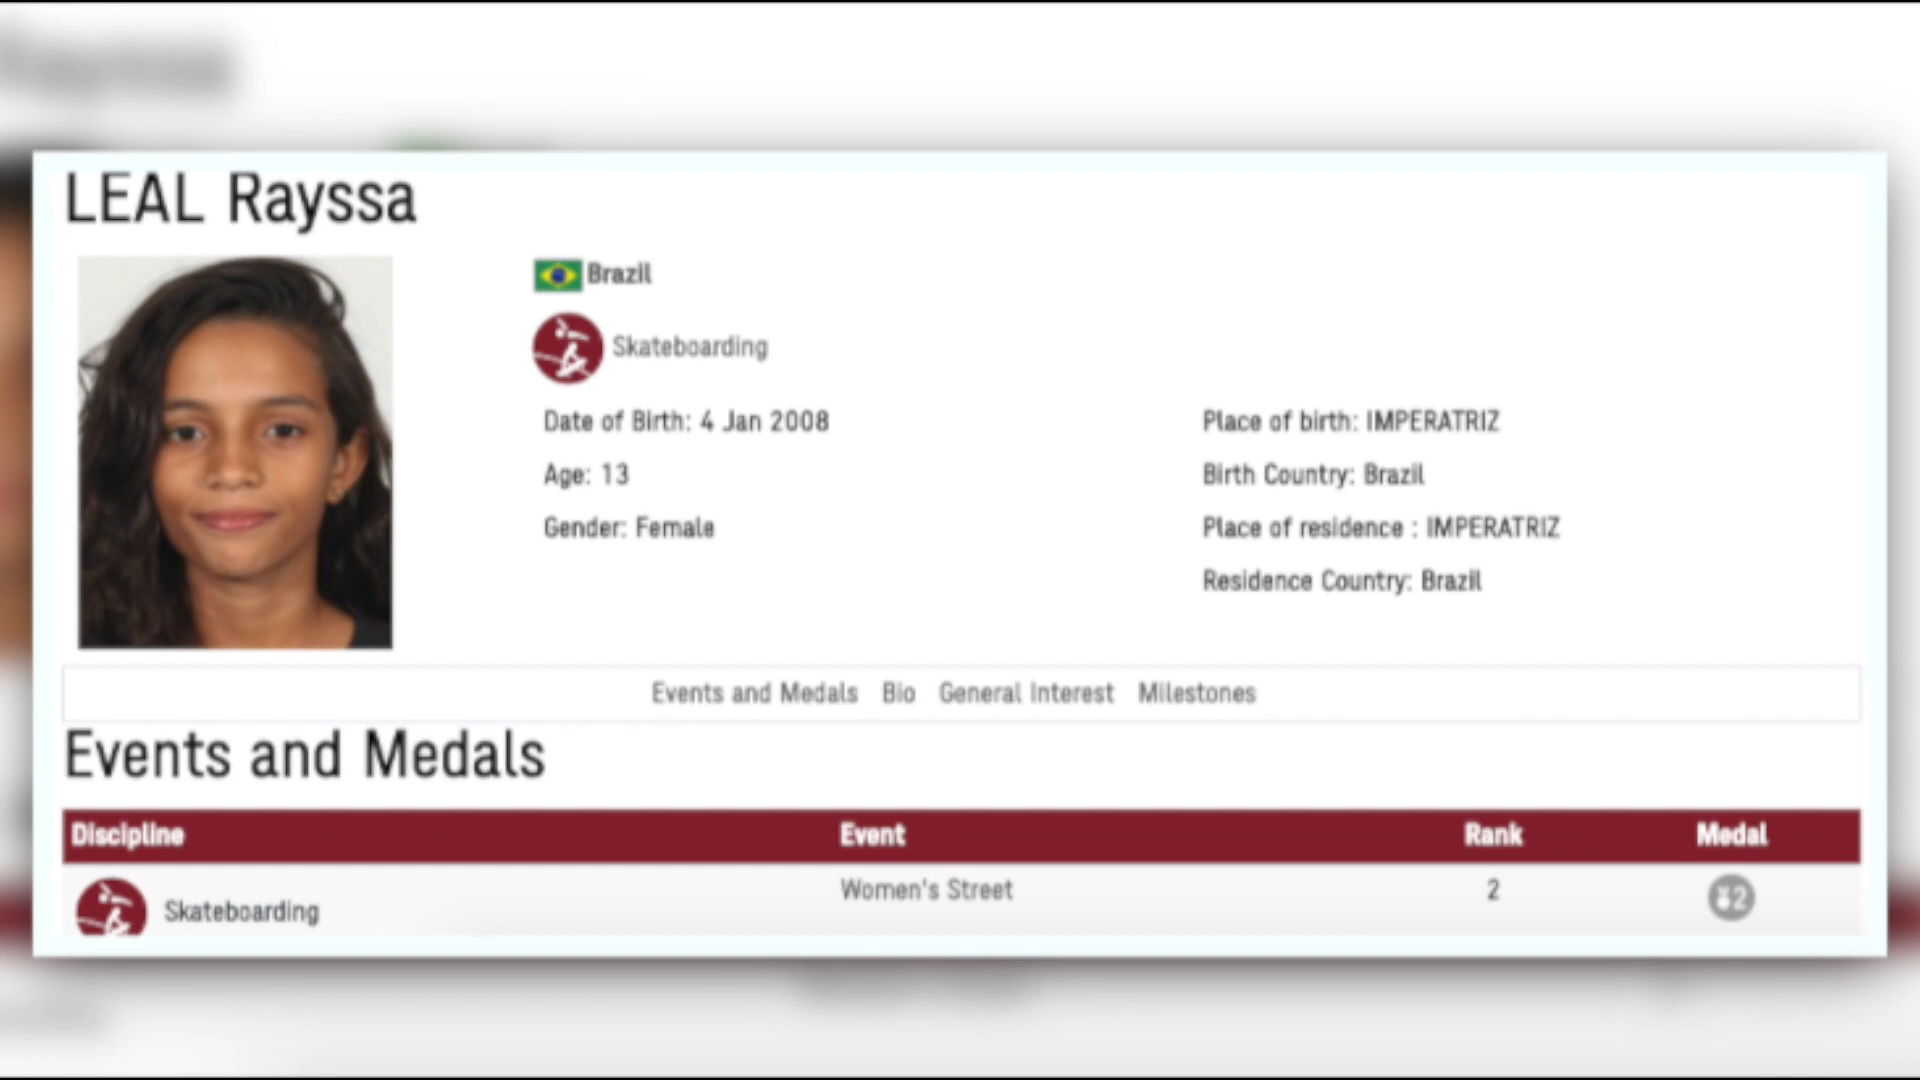 LEAL Rayssa
Brazil
Skateboarding
Date of Birth: 4 Jan 2008
Place of birth: IMPERATRIZ
Age: 13
Birth Country: Brazil
Gender: Female
Place of residence : IMPERATRIZ
Residence Country: Brazil
Events and Medals Bio General Interest Milestones
Events and Medals
Discipline Event Rank Medal
Skateboarding Women's Street 2 2